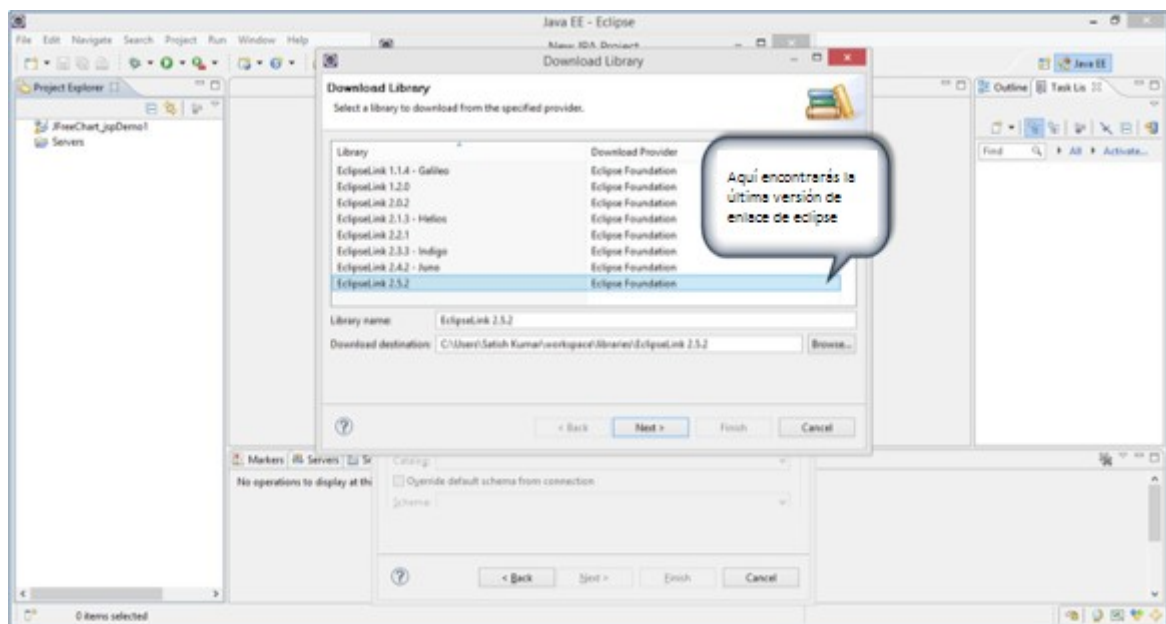 Java EE - Eclipse
File Edit Navigate Search Project Run Window Help
New JPA Project
Download Library
Java EE
Project Explorer
JFreeChart_jspDemo1
Servers
Download Library
Select a library to download from the specified provider.
Library Download Provider
EclipseLink 1.1.4 - Galileo Eclipse Foundation
EclipseLink 1.2.0 Eclipse Foundation
EclipseLink 2.0.2 Eclipse Foundation
EclipseLink 2.1.3 - Helios Eclipse Foundation
EclipseLink 2.2.1 Eclipse Foundation
EclipseLink 2.3.3 - Indigo Eclipse Foundation
EclipseLink 2.4.2 - Juno Eclipse Foundation
EclipseLink 2.5.2 Eclipse Foundation
Aquí encontrarás la
última versión de
enlace de eclipse
Library name: EclipseLink 2.5.2
Download destination: C:\Users\Satish Kumar\workspace\libraries\EclipseLink 2.5.2 Browse...
< Back Next > Finish Cancel
Outline Task Lis
Find All Activate...
Markers Servers
No operations to display at thi
Catalog:
Override default schema from connection
Schema:
< Back Next > Finish Cancel
0 items selected